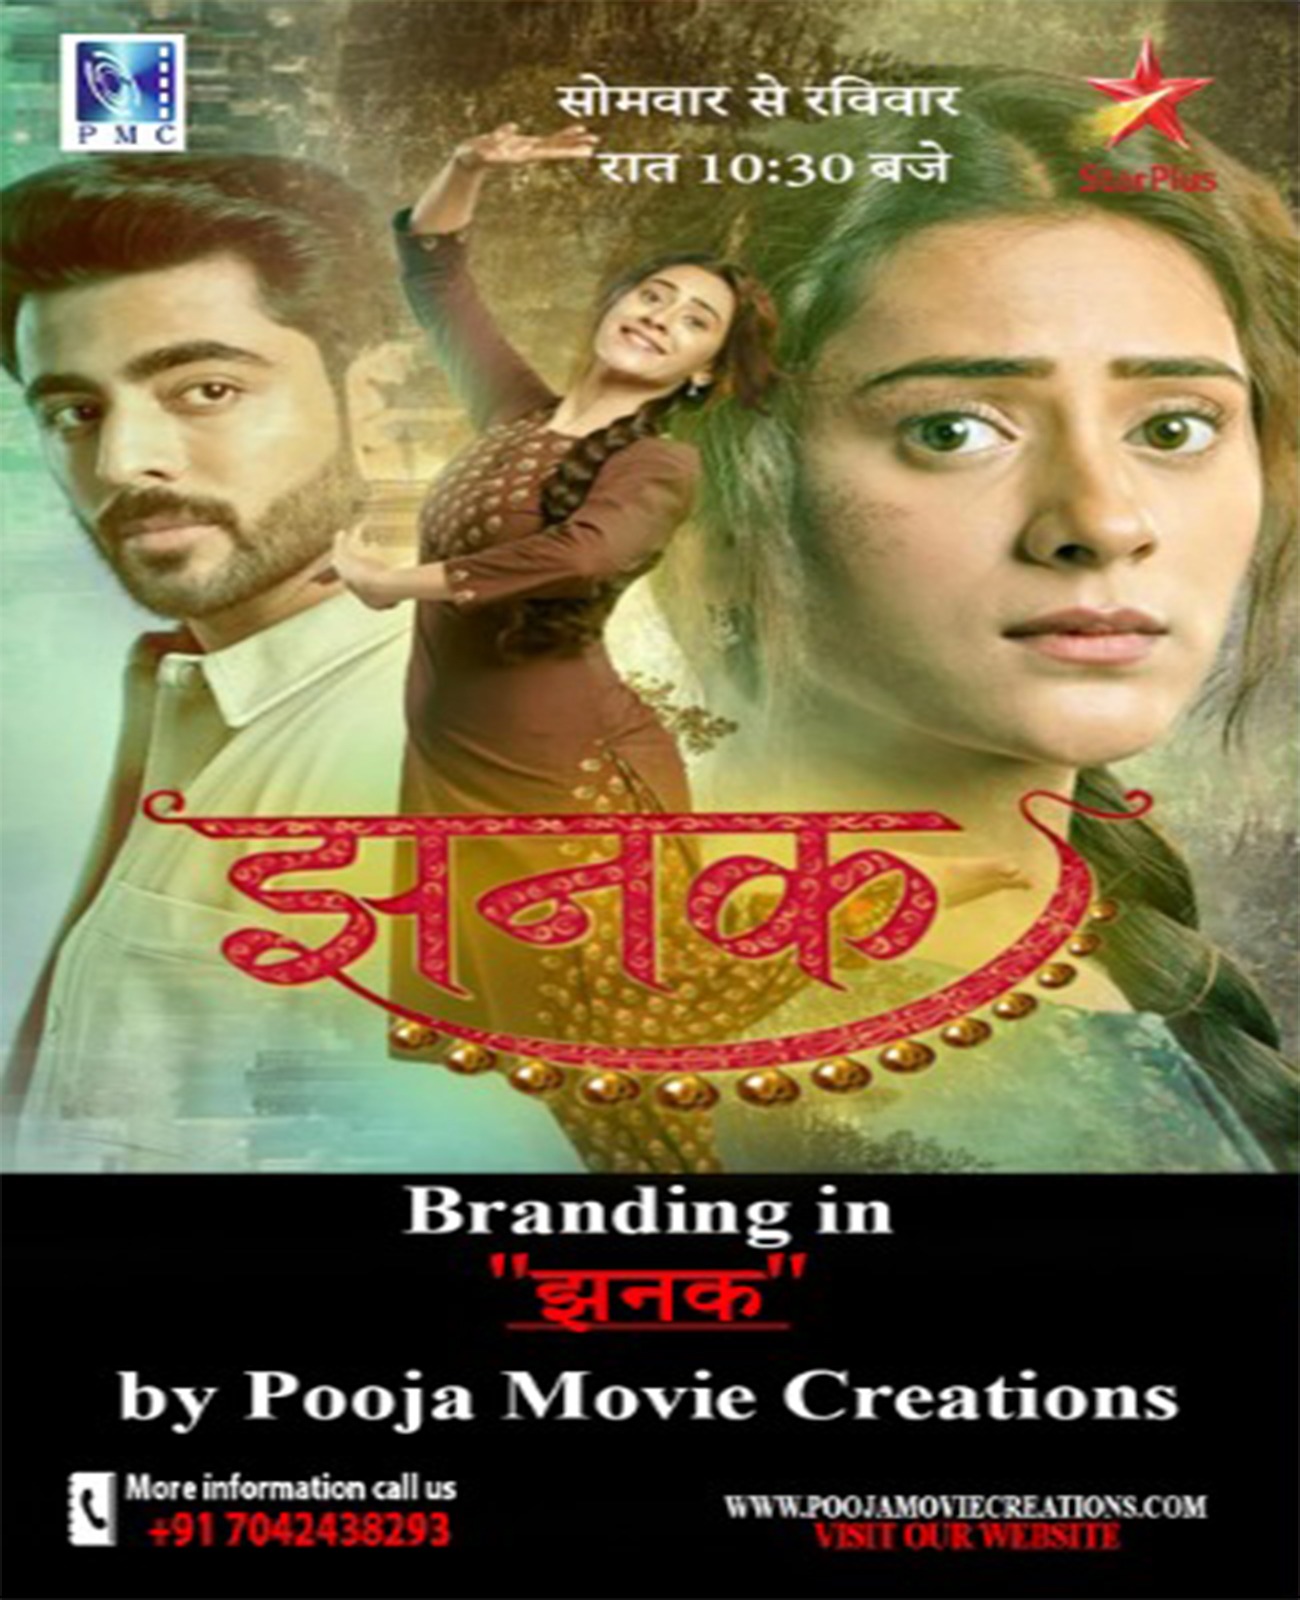 P M C
सोमवार से रविवार
रात 10:30 बजे
StarPlus
झनक
Branding in
"झनक"
by Pooja Movie Creations
More information call us
+91 7042438293
WWW.POOJAMOVIECREATIONS.COM
VISIT OUR WEBSITE